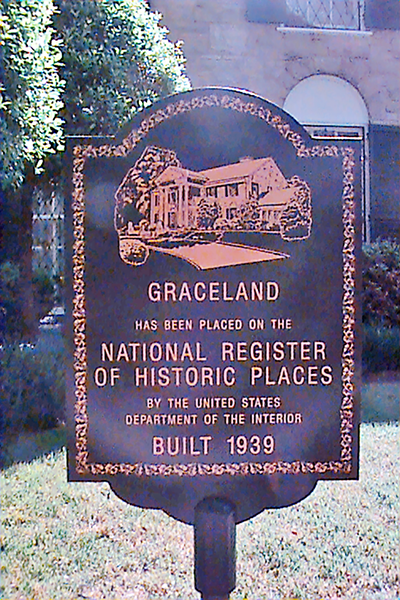 GRACELAND
HAS BEEN PLACED ON THE
NATIONAL REGISTER
OF HISTORIC PLACES
BY THE UNITED STATES
DEPARTMENT OF THE INTERIOR
BUILT 1939